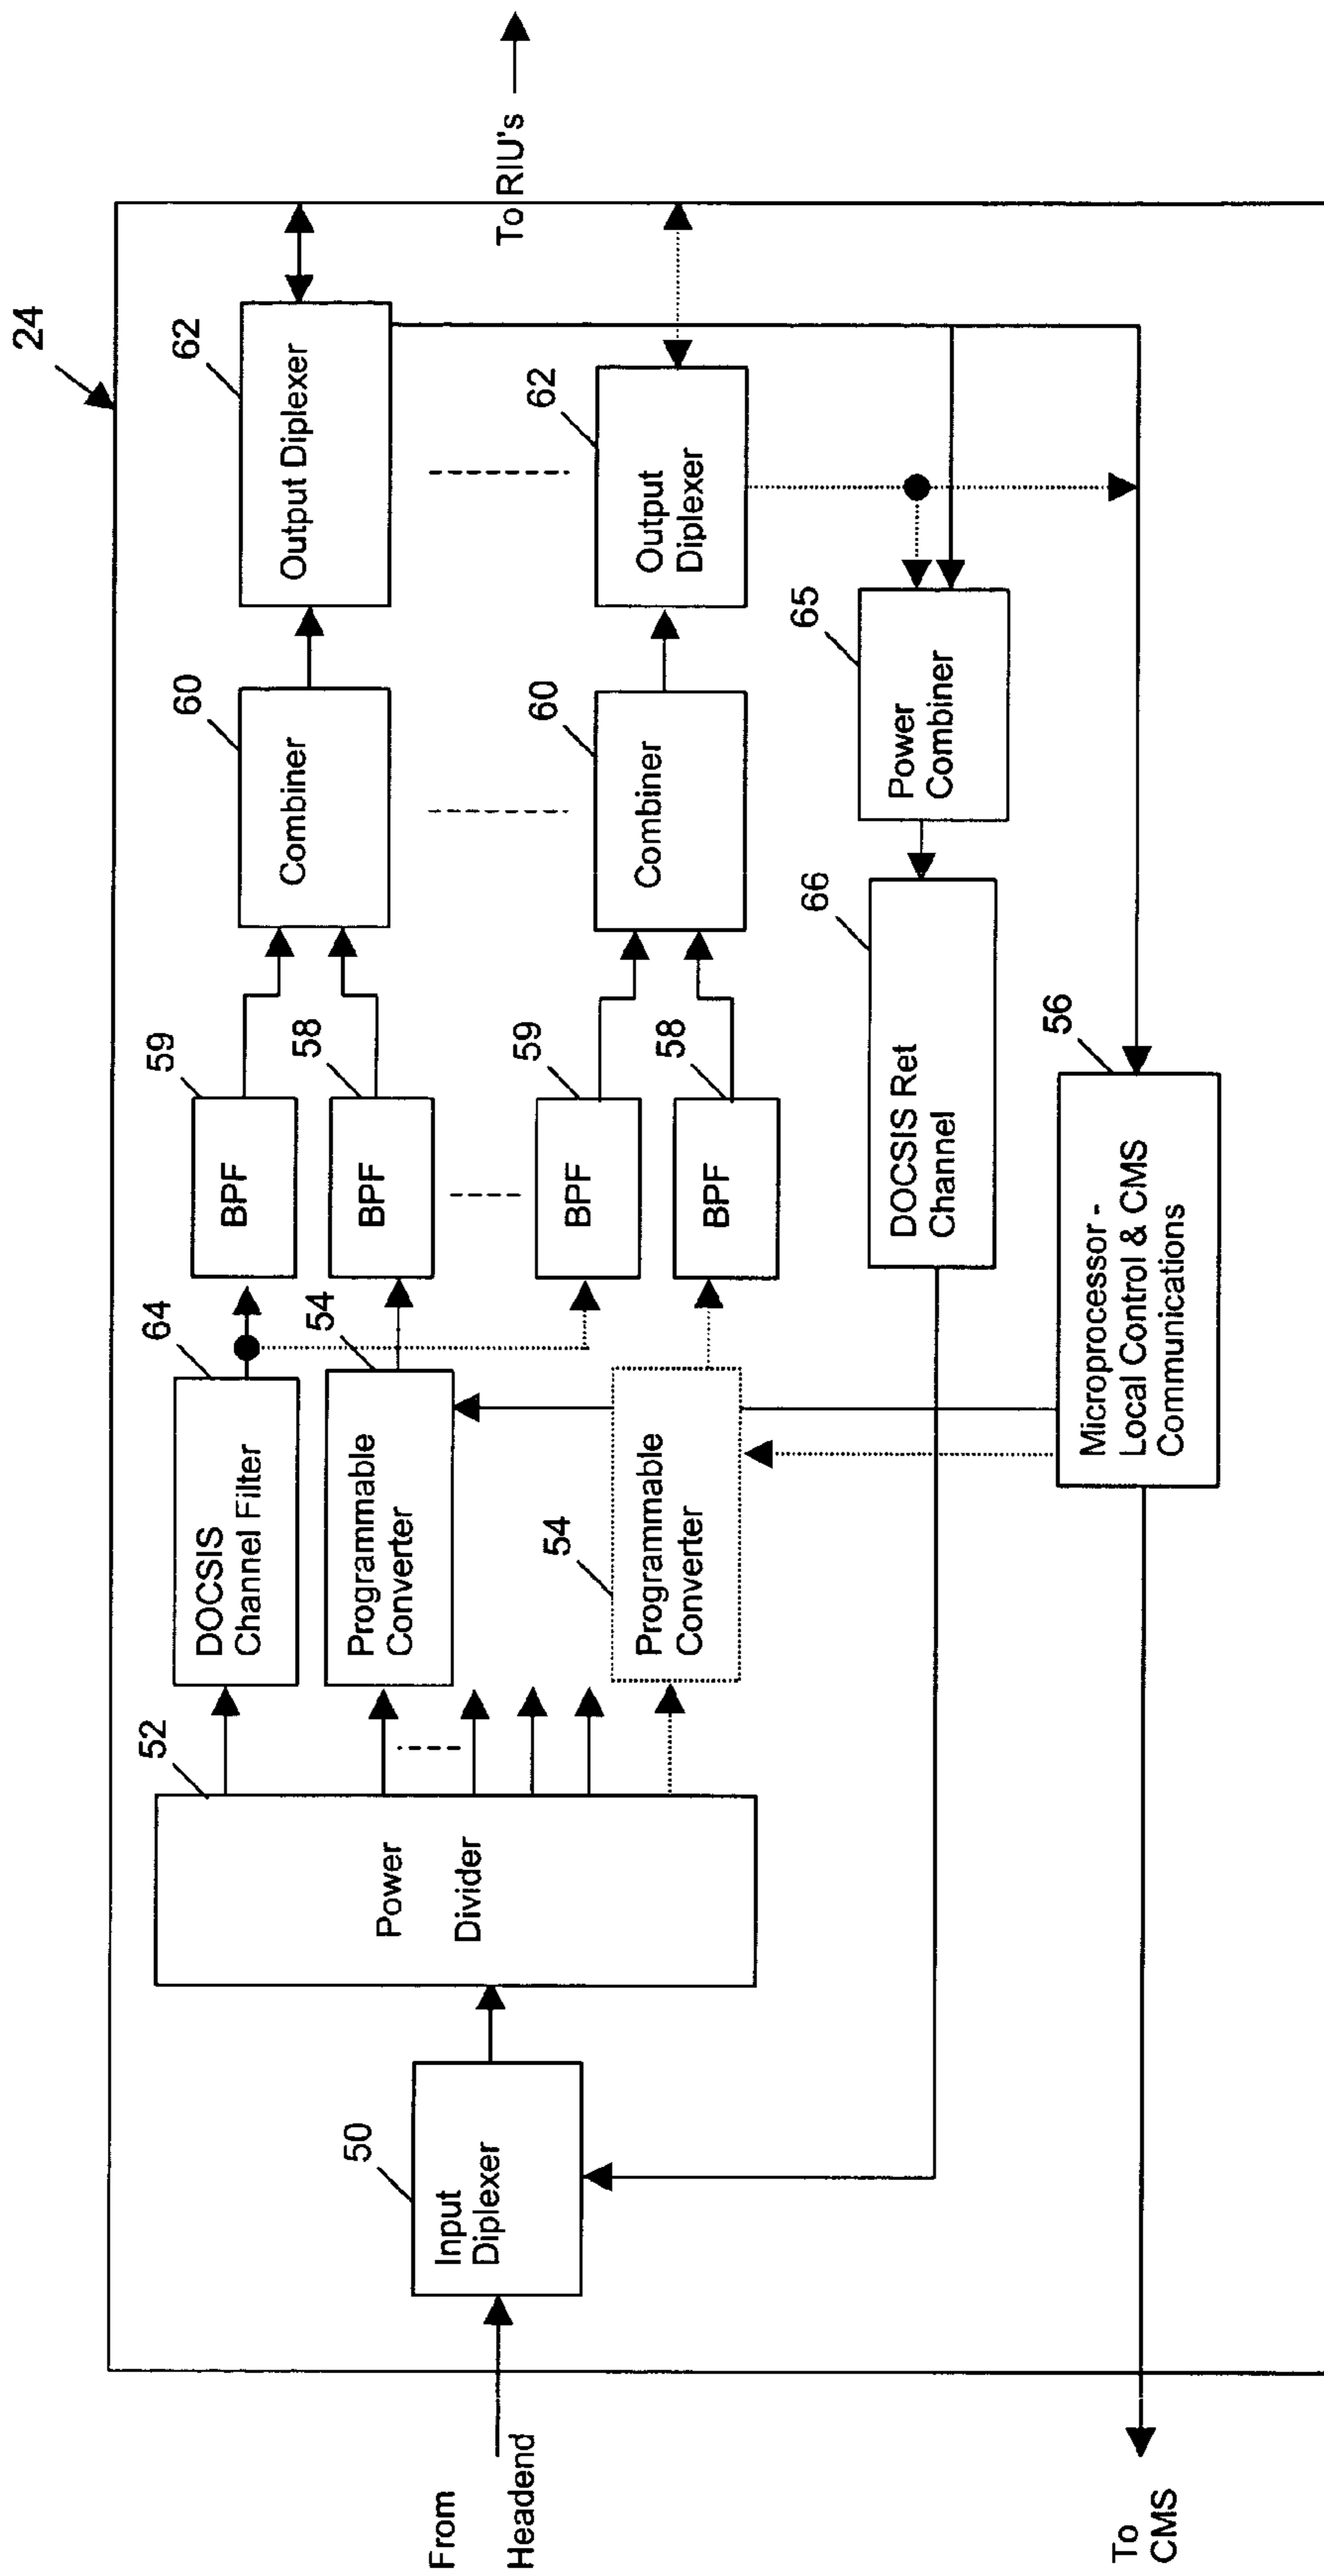 24
From
Headend
50
Input
Diplexer
52
Power
Divider
64
DOCSIS
Channel Filter
54
Programmable
Converter
54
Programmable
Converter
59
BPF
58
BPF
59
BPF
58
BPF
60
Combiner
60
Combiner
62
Output Diplexer
62
Output
Diplexer
To RIU's
65
Power
Combiner
66
DOCSIS Ret
Channel
56
Microprocessor -
Local Control & CMS
Communications
To
CMS